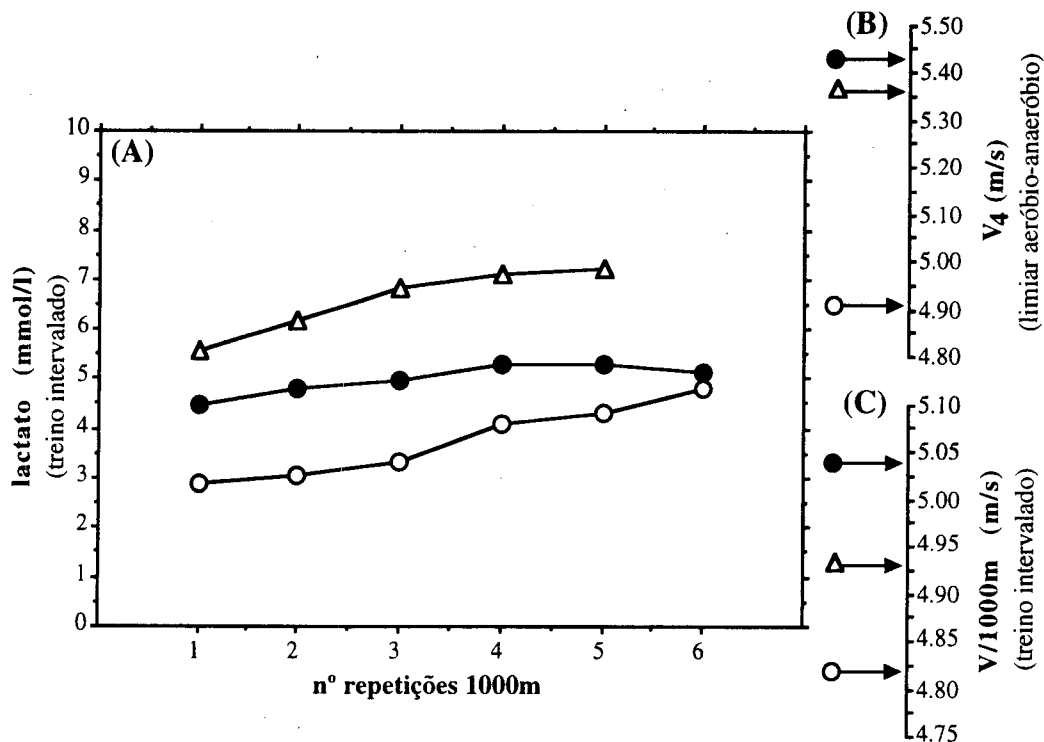 (A)
10
9
8
7
6
5
4
3
2
1
0
lactato (mmol/l)
(treino intervalado)
1 2 3 4 5 6
nº repetições 1000m
(B)
5.50
5.40
5.30
5.20
5.10
5.00
4.90
4.80
V4 (m/s)
(limiar aeróbio-anaeróbio)
(C)
5.10
5.05
5.00
4.95
4.90
4.85
4.80
4.75
V/1000m (m/s)
(treino intervalado)